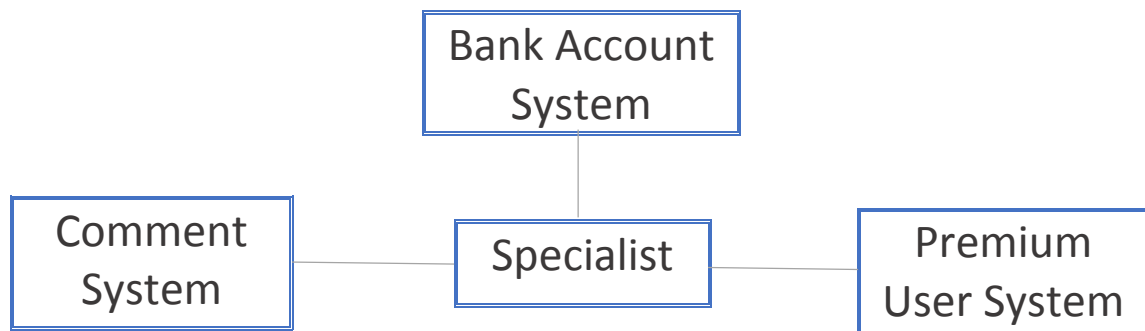 Bank Account
System
Comment
System
Specialist
Premium
User System